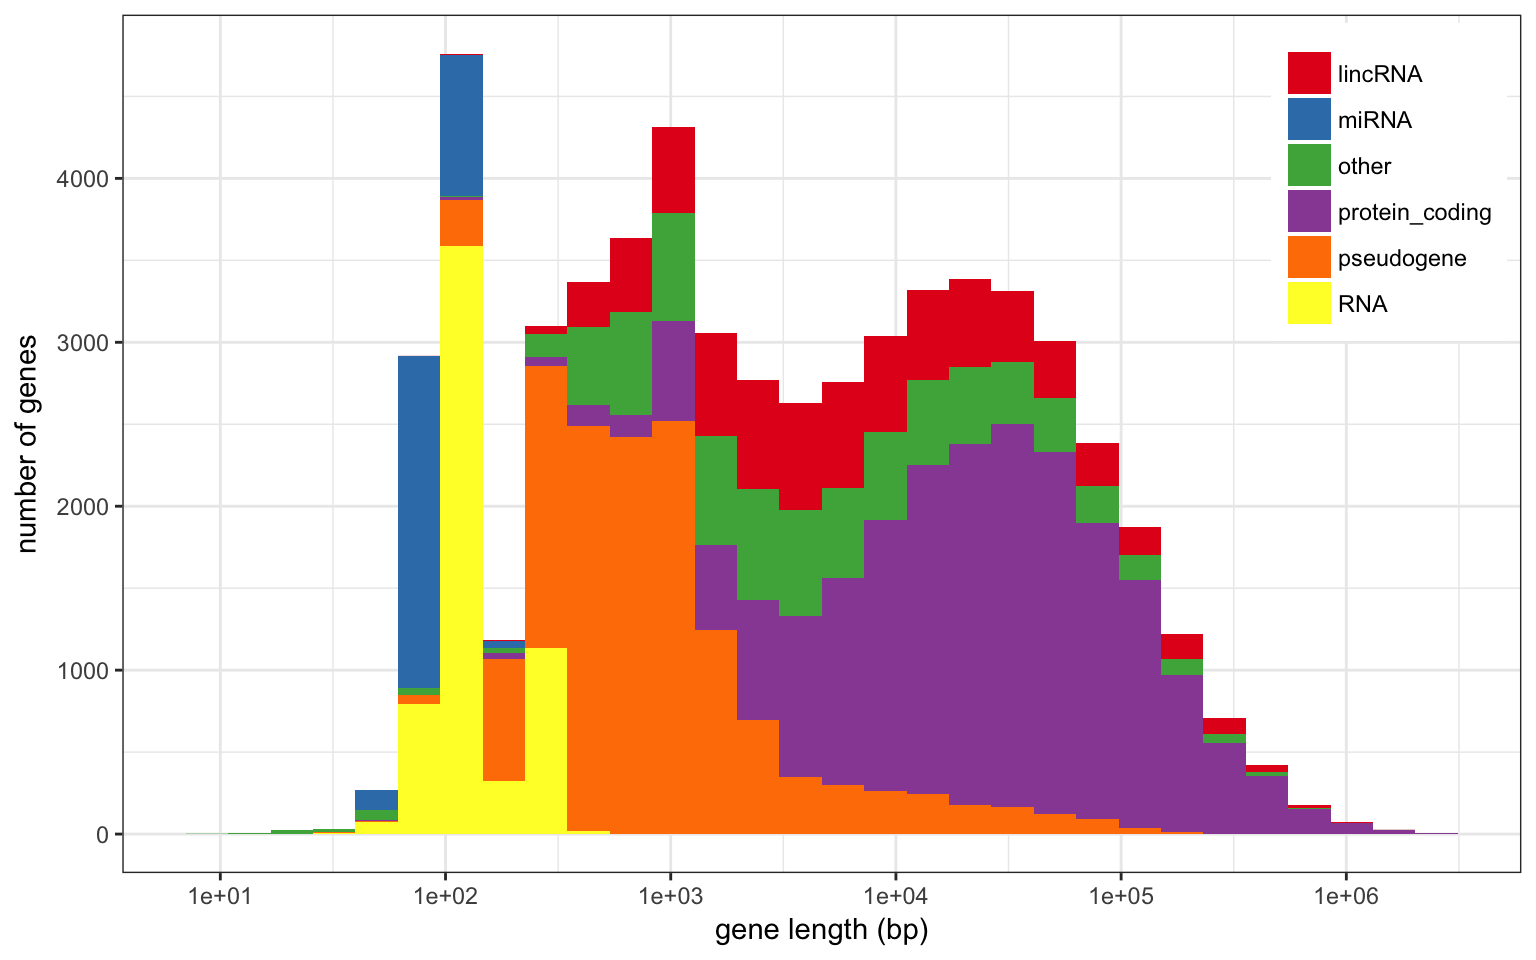 lincRNA
miRNA
other
protein_coding
pseudogene
RNA
number of genes
4000
3000
2000
1000
0
1e+01 1e+02 1e+03 1e+04 1e+05 1e+06
gene length (bp)